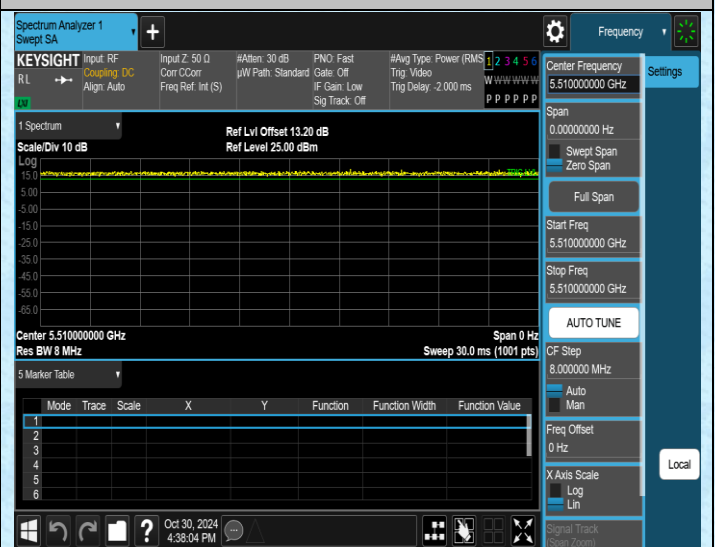 Spectrum Analyzer 1
Swept SA
+
Frequency
KEYSIGHT
RL
LXI
Input: RF
Coupling: DC
Align: Auto
Input Z: 50 Ω
Corr CCorr
Freq Ref: Int (S)
#Atten: 30 dB
µW Path: Standard
PNO: Fast
Gate: Off
IF Gain: Low
Sig Track: Off
#Avg Type: Power (RMS
Trig: Video
Trig Delay: -2.000 ms
1 2 3 4 5 6
W W W W W W
P P P P P P
Center Frequency
5.510000000 GHz
Settings
Span
0.00000000 Hz
Swept Span
Zero Span
Full Span
Start Freq
5.510000000 GHz
Stop Freq
5.510000000 GHz
AUTO TUNE
CF Step
8.000000 MHz
Auto
Man
Freq Offset
0 Hz
X Axis Scale
Log
Lin
Signal Track
(Span Zoom)
Local
1 Spectrum
Scale/Div 10 dB
Ref Lvl Offset 13.20 dB
Ref Level 25.00 dBm
Log
15.0
5.00
-5.00
-15.0
-25.0
-35.0
-45.0
-55.0
-65.0
Center 5.510000000 GHz
Span 0 Hz
Res BW 8 MHz
Sweep 30.0 ms (1001 pts)
5 Marker Table
Mode Trace Scale X Y Function Function Width Function Value
1
2
3
4
5
6
?
Oct 30, 2024
4:38:04 PM